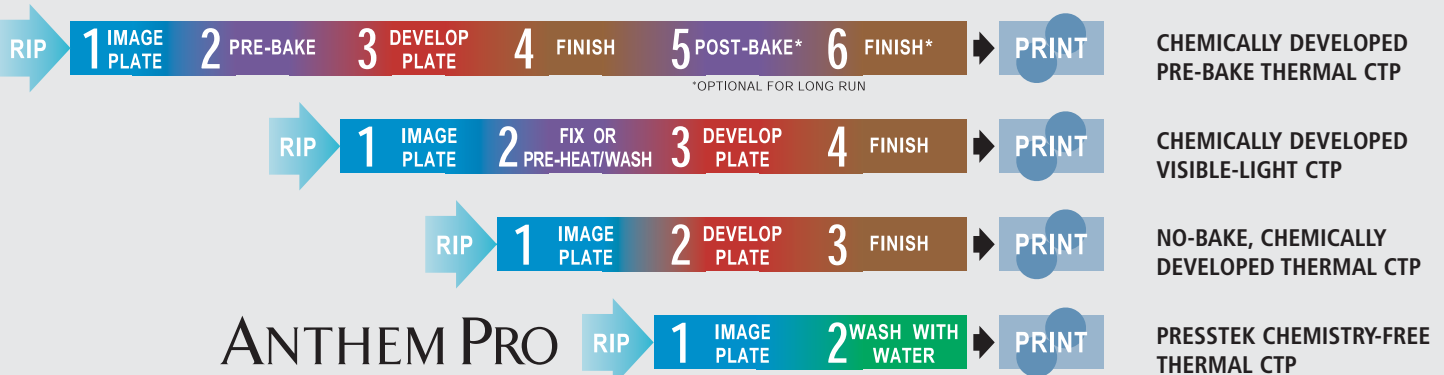 RIP 1 IMAGE PLATE 2 PRE-BAKE 3 DEVELOP PLATE 4 FINISH 5 POST-BAKE* 6 FINISH* PRINT
*OPTIONAL FOR LONG RUN
CHEMICALLY DEVELOPED
PRE-BAKE THERMAL CTP
RIP 1 IMAGE PLATE 2 FIX OR PRE-HEAT/WASH 3 DEVELOP PLATE 4 FINISH PRINT
CHEMICALLY DEVELOPED
VISIBLE-LIGHT CTP
RIP 1 IMAGE PLATE 2 DEVELOP PLATE 3 FINISH PRINT
NO-BAKE, CHEMICALLY
DEVELOPED THERMAL CTP
ANTHEM PRO RIP 1 IMAGE PLATE 2 WASH WITH WATER PRINT
PRESSTEK CHEMISTRY-FREE
THERMAL CTP